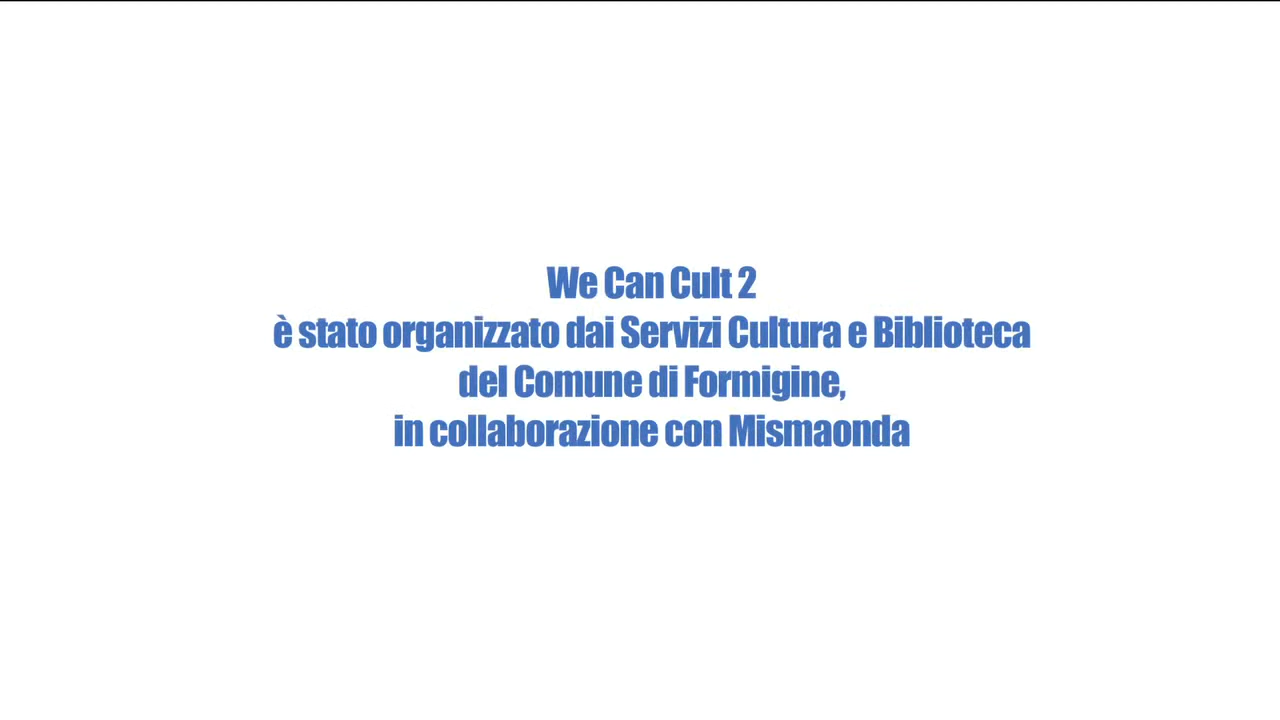 We Can Cult 2
è stato organizzato dai Servizi Cultura e Biblioteca
del Comune di Formigine,
in collaborazione con Mismaonda